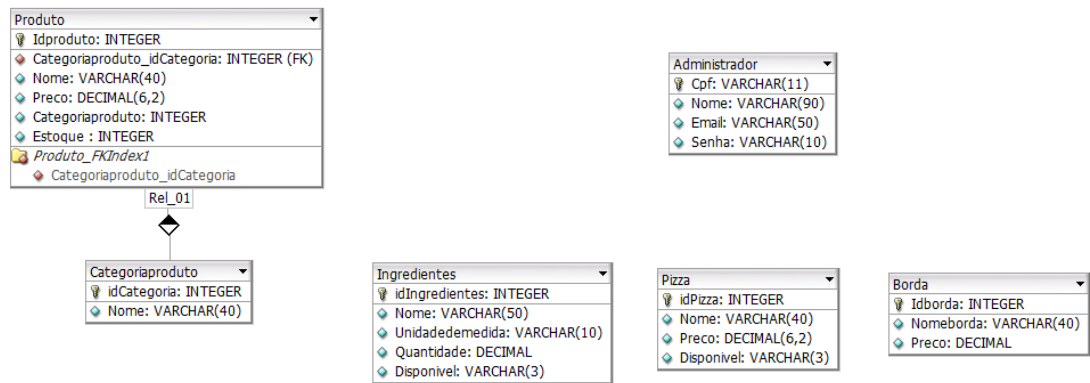 Produto
Idproduto: INTEGER
Categoriaproduto_idCategoria: INTEGER (FK)
Nome: VARCHAR(40)
Preco: DECIMAL(6,2)
Categoriaproduto: INTEGER
Estoque : INTEGER
Produto_FKIndex1
Categoriaproduto_idCategoria
Rel_01
Administrador
Cpf: VARCHAR(11)
Nome: VARCHAR(90)
Email: VARCHAR(50)
Senha: VARCHAR(10)
Categoriaproduto
idCategoria: INTEGER
Nome: VARCHAR(40)
Ingredientes
idIngredientes: INTEGER
Nome: VARCHAR(50)
Unidadedemedida: VARCHAR(10)
Quantidade: DECIMAL
Disponivel: VARCHAR(3)
Pizza
idPizza: INTEGER
Nome: VARCHAR(40)
Preco: DECIMAL(6,2)
Disponivel: VARCHAR(3)
Borda
Idborda: INTEGER
Nomeborda: VARCHAR(40)
Preco: DECIMAL